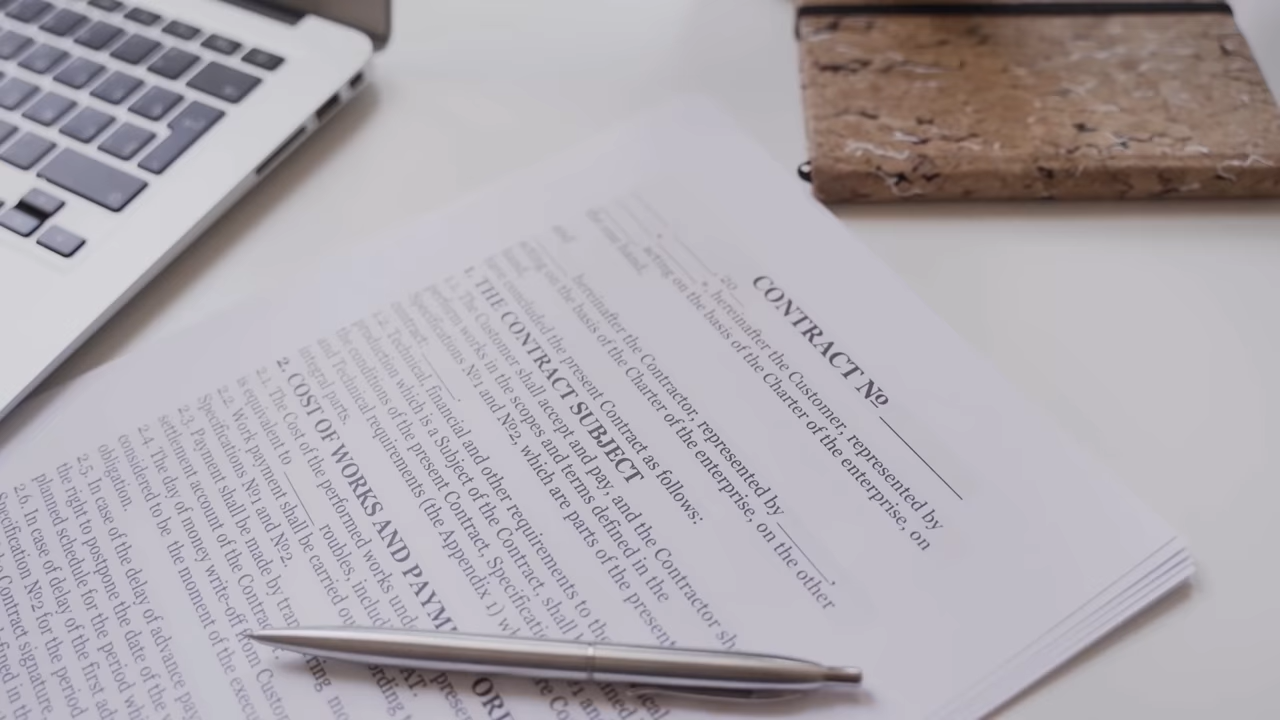 CONTRACT №
20
acting on the basis of the Charter of the enterprise, on
hereinafter the Customer, represented by
the one hand,
and
hereinafter the Contractor, represented by
acting on the basis of the Charter of the enterprise, on the other
hand,
have concluded the present Contract as follows:
1. THE CONTRACT SUBJECT
1.1. The Customer shall accept and pay, and the Contractor sh
perform works in the scopes and terms defined in the
Specifications №1 and №2, which are parts of the present
contract:
1.2. Technical, financial and other requirements to the
production which is a Subject of the Contract, shall
the conditions of the present Contract, Specificatio
and Technical requirements (the Appendix 1)
integral parts.
2. COST OF WORKS AND PAYM
2.1. The Cost of the performed works und
is equivalent to roubles, includ
2.2. Work payment shall be carried ou
Specifications №1 and №2.
2.3. Payment shall be made by tran
settlement account of the Contrac
2.4. The day of money write-off from Custo
considered to be the moment of the execu
obligation.
2.5. In case of the delay of advance pay
the right to postpone the date of the w
planned schedule for the period whi
2.6. In case of delay of the first ad
Specification №2 for the period
Contract signature,